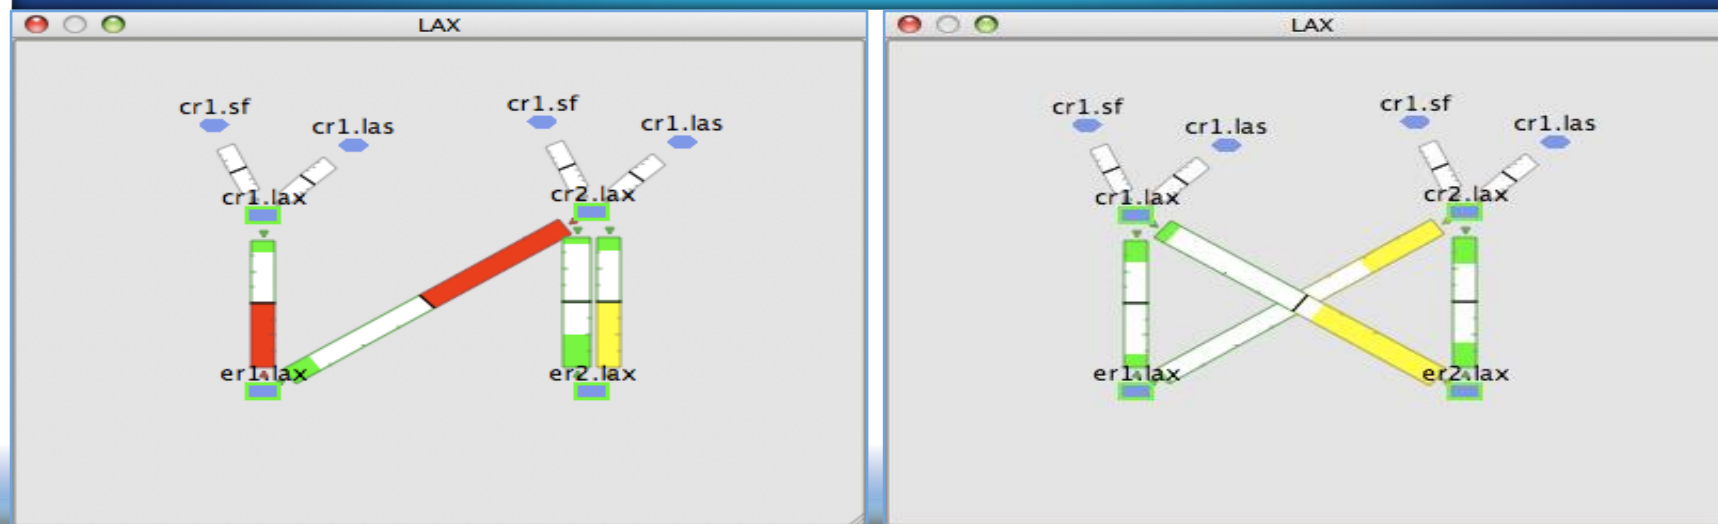 LAX
cr1.sf
cr1.las
cr1.sf
cr1.las
cr1.lax
cr2.lax
er1.lax
er2.lax
LAX
cr1.sf
cr1.las
cr1.sf
cr1.las
cr1.lax
cr2.lax
er1.lax
er2.lax